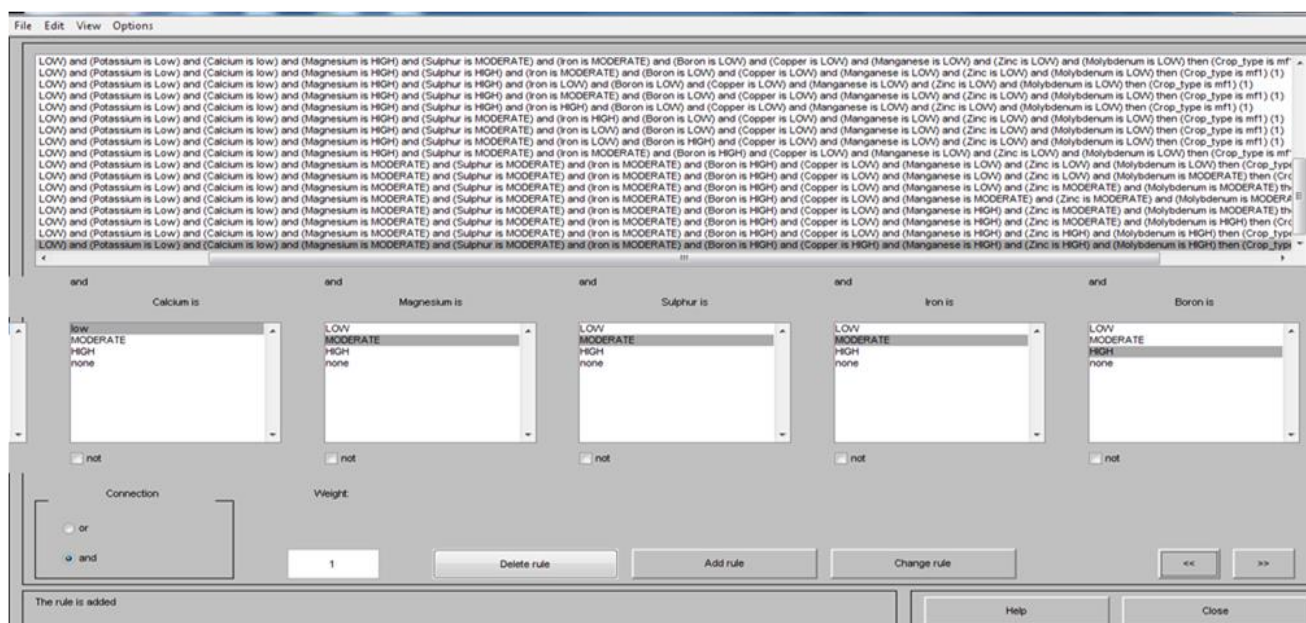 File Edit View Options
LOW) and (Potassium is Low) and (Calcium is low) and (Magnesium is HIGH) and (Sulphur is MODERATE) and (Iron is MODERATE) and (Boron is LOW) and (Copper is LOW) and (Manganese is LOW) and (Zinc is LOW) and (Molybdenum is LOW) then (Crop_type is mf
LOW) and (Potassium is Low) and (Calcium is low) and (Magnesium is HIGH) and (Sulphur is HIGH) and (Iron is MODERATE) and (Boron is LOW) and (Copper is LOW) and (Manganese is LOW) and (Zinc is LOW) and (Molybdenum is LOW) then (Crop_type is mf1) (1)
LOW) and (Potassium is Low) and (Calcium is low) and (Magnesium is HIGH) and (Sulphur is HIGH) and (Iron is LOW) and (Boron is LOW) and (Copper is LOW) and (Manganese is LOW) and (Zinc is LOW) and (Molybdenum is LOW) then (Crop_type is mf1) (1)
LOW) and (Potassium is Low) and (Calcium is low) and (Magnesium is HIGH) and (Sulphur is HIGH) and (Iron is MODERATE) and (Boron is LOW) and (Copper is LOW) and (Manganese is LOW) and (Zinc is LOW) and (Molybdenum is LOW) then (Crop_type is mf1) (1)
LOW) and (Potassium is Low) and (Calcium is low) and (Magnesium is HIGH) and (Sulphur is HIGH) and (Iron is HIGH) and (Boron is LOW) and (Copper is LOW) and (Manganese is LOW) and (Zinc is LOW) and (Molybdenum is LOW) then (Crop_type is mf1) (1)
LOW) and (Potassium is Low) and (Calcium is low) and (Magnesium is HIGH) and (Sulphur is MODERATE) and (Iron is HIGH) and (Boron is LOW) and (Copper is LOW) and (Manganese is LOW) and (Zinc is LOW) and (Molybdenum is LOW) then (Crop_type is mf1) (1)
LOW) and (Potassium is Low) and (Calcium is low) and (Magnesium is HIGH) and (Sulphur is MODERATE) and (Iron is LOW) and (Boron is LOW) and (Copper is LOW) and (Manganese is LOW) and (Zinc is LOW) and (Molybdenum is LOW) then (Crop_type is mf1) (1)
LOW) and (Potassium is Low) and (Calcium is low) and (Magnesium is HIGH) and (Sulphur is MODERATE) and (Iron is LOW) and (Boron is HIGH) and (Copper is LOW) and (Manganese is LOW) and (Zinc is LOW) and (Molybdenum is LOW) then (Crop_type is mf1) (1)
LOW) and (Potassium is Low) and (Calcium is low) and (Magnesium is HIGH) and (Sulphur is MODERATE) and (Iron is MODERATE) and (Boron is HIGH) and (Copper is LOW) and (Manganese is LOW) and (Zinc is LOW) and (Molybdenum is LOW) then (Crop_type is mf
LOW) and (Potassium is Low) and (Calcium is low) and (Magnesium is MODERATE) and (Sulphur is MODERATE) and (Iron is MODERATE) and (Boron is HIGH) and (Copper is LOW) and (Manganese is LOW) and (Zinc is LOW) and (Molybdenum is LOW) then (Crop_type
LOW) and (Potassium is Low) and (Calcium is low) and (Magnesium is MODERATE) and (Sulphur is MODERATE) and (Iron is MODERATE) and (Boron is HIGH) and (Copper is LOW) and (Manganese is LOW) and (Zinc is LOW) and (Molybdenum is MODERATE) then (Cro
LOW) and (Potassium is Low) and (Calcium is low) and (Magnesium is MODERATE) and (Sulphur is MODERATE) and (Iron is MODERATE) and (Boron is HIGH) and (Copper is LOW) and (Manganese is LOW) and (Zinc is MODERATE) and (Molybdenum is MODERATE) the
LOW) and (Potassium is Low) and (Calcium is low) and (Magnesium is MODERATE) and (Sulphur is MODERATE) and (Iron is MODERATE) and (Boron is HIGH) and (Copper is LOW) and (Manganese is MODERATE) and (Zinc is MODERATE) and (Molybdenum is MODERA
LOW) and (Potassium is Low) and (Calcium is low) and (Magnesium is MODERATE) and (Sulphur is MODERATE) and (Iron is MODERATE) and (Boron is HIGH) and (Copper is LOW) and (Manganese is HIGH) and (Zinc is MODERATE) and (Molybdenum is MODERATE) th
LOW) and (Potassium is Low) and (Calcium is low) and (Magnesium is MODERATE) and (Sulphur is MODERATE) and (Iron is MODERATE) and (Boron is HIGH) and (Copper is LOW) and (Manganese is HIGH) and (Zinc is MODERATE) and (Molybdenum is HIGH) then (Cro
LOW) and (Potassium is Low) and (Calcium is low) and (Magnesium is MODERATE) and (Sulphur is MODERATE) and (Iron is MODERATE) and (Boron is HIGH) and (Copper is LOW) and (Manganese is HIGH) and (Zinc is HIGH) and (Molybdenum is HIGH) then (Crop_type
LOW) and (Potassium is Low) and (Calcium is low) and (Magnesium is MODERATE) and (Sulphur is MODERATE) and (Iron is MODERATE) and (Boron is HIGH) and (Copper is HIGH) and (Manganese is HIGH) and (Zinc is HIGH) and (Molybdenum is HIGH) then (Crop_type
and and and and and
Calcium is Magnesium is Sulphur is Iron is Boron is
low LOW LOW LOW LOW
MODERATE MODERATE MODERATE MODERATE MODERATE
HIGH HIGH HIGH HIGH HIGH
none none none none none
not not not not not
Connection Weight:
or
and 1 Delete rule Add rule Change rule << >>
The rule is added Help Close